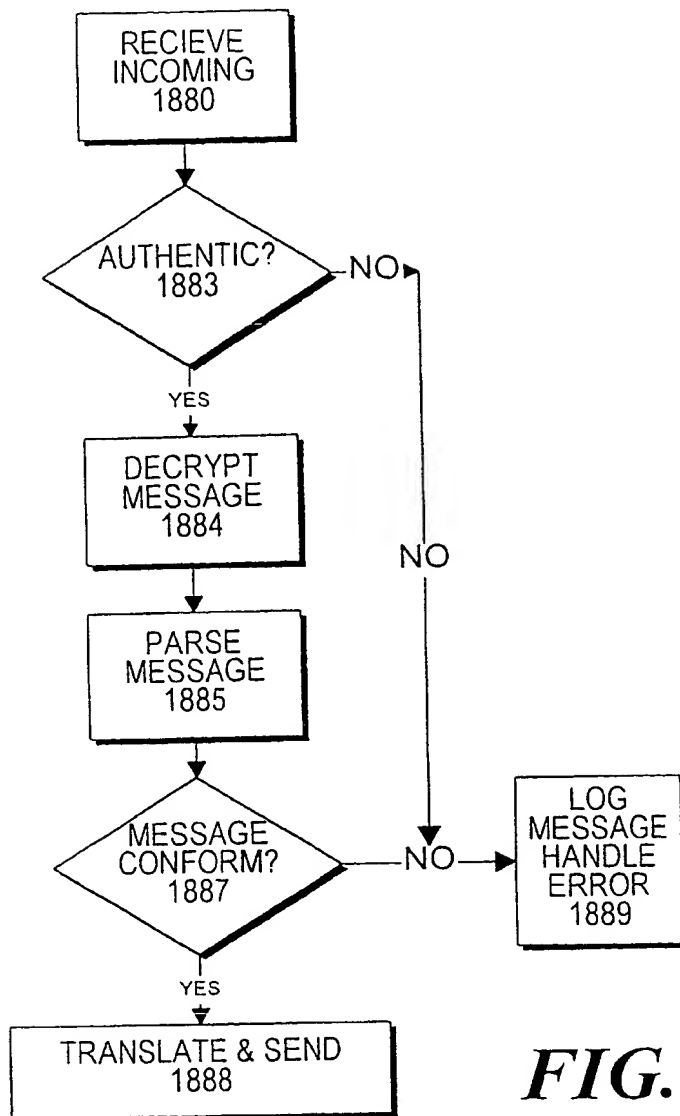 RECIEVE
INCOMING
1880
AUTHENTIC?
1883
NO
YES
DECRYPT
MESSAGE
1884
NO
PARSE
MESSAGE
1885
MESSAGE
CONFORM?
1887
NO
LOG
MESSAGE
HANDLE
ERROR
1889
YES
TRANSLATE & SEND
1888
FIG.